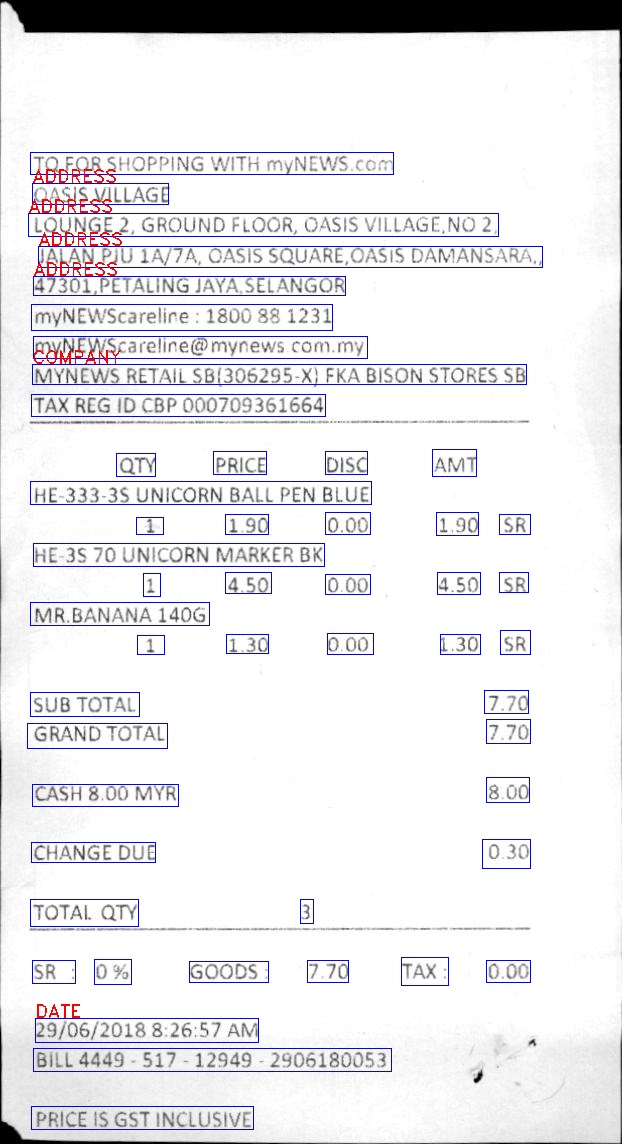 TQ FOR SHOPPING WITH myNEWS.com
ADDRESS
OASIS VILLAGE
ADDRESS
LOUNGE 2, GROUND FLOOR, OASIS VILLAGE,NO 2,
ADDRESS
JALAN PJU 1A/7A, OASIS SQUARE,OASIS DAMANSARA,,
ADDRESS
47301,PETALING JAYA,SELANGOR
myNEWScareline : 1800 88 1231
myNEWScareline@mynews.com.my
COMPANY
MYNEWS RETAIL SB(306295-X) FKA BISON STORES SB
TAX REG ID CBP 000709361664
QTY PRICE DISC AMT
HE-333-3S UNICORN BALL PEN BLUE
1 1.90 0.00 1.90 SR
HE-3S 70 UNICORN MARKER BK
1 4.50 0.00 4.50 SR
MR.BANANA 140G
1 1.30 0.00 1.30 SR
SUB TOTAL 7.70
GRAND TOTAL 7.70
CASH 8.00 MYR 8.00
CHANGE DUE 0.30
TOTAL QTY 3
SR : 0 % GOODS : 7.70 TAX : 0.00
DATE
29/06/2018 8:26:57 AM
BILL 4449 - 517 - 12949 - 2906180053
PRICE IS GST INCLUSIVE